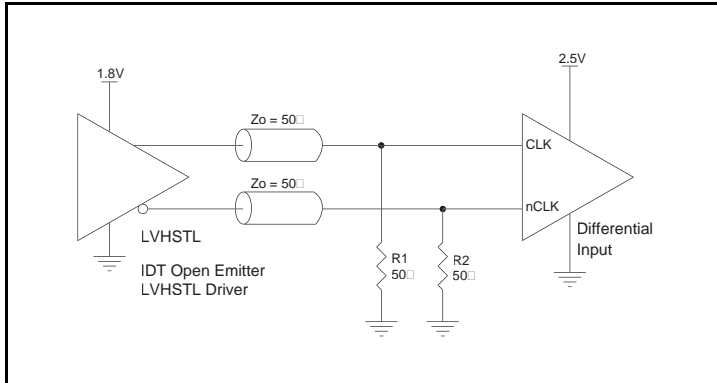 1.8V
2.5V
Zo = 50□
CLK
Zo = 50□
nCLK
LVHSTL
Differential
Input
IDT Open Emitter
LVHSTL Driver
R1
50□
R2
50□